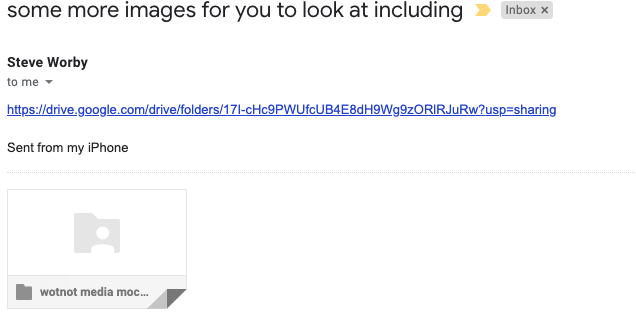 some more images for you to look at including
Inbox ×
Steve Worby
to me
https://drive.google.com/drive/folders/17I-cHc9PWUfcUB4E8dH9Wg9zORlRJuRw?usp=sharing
Sent from my iPhone
wotnot media moc...